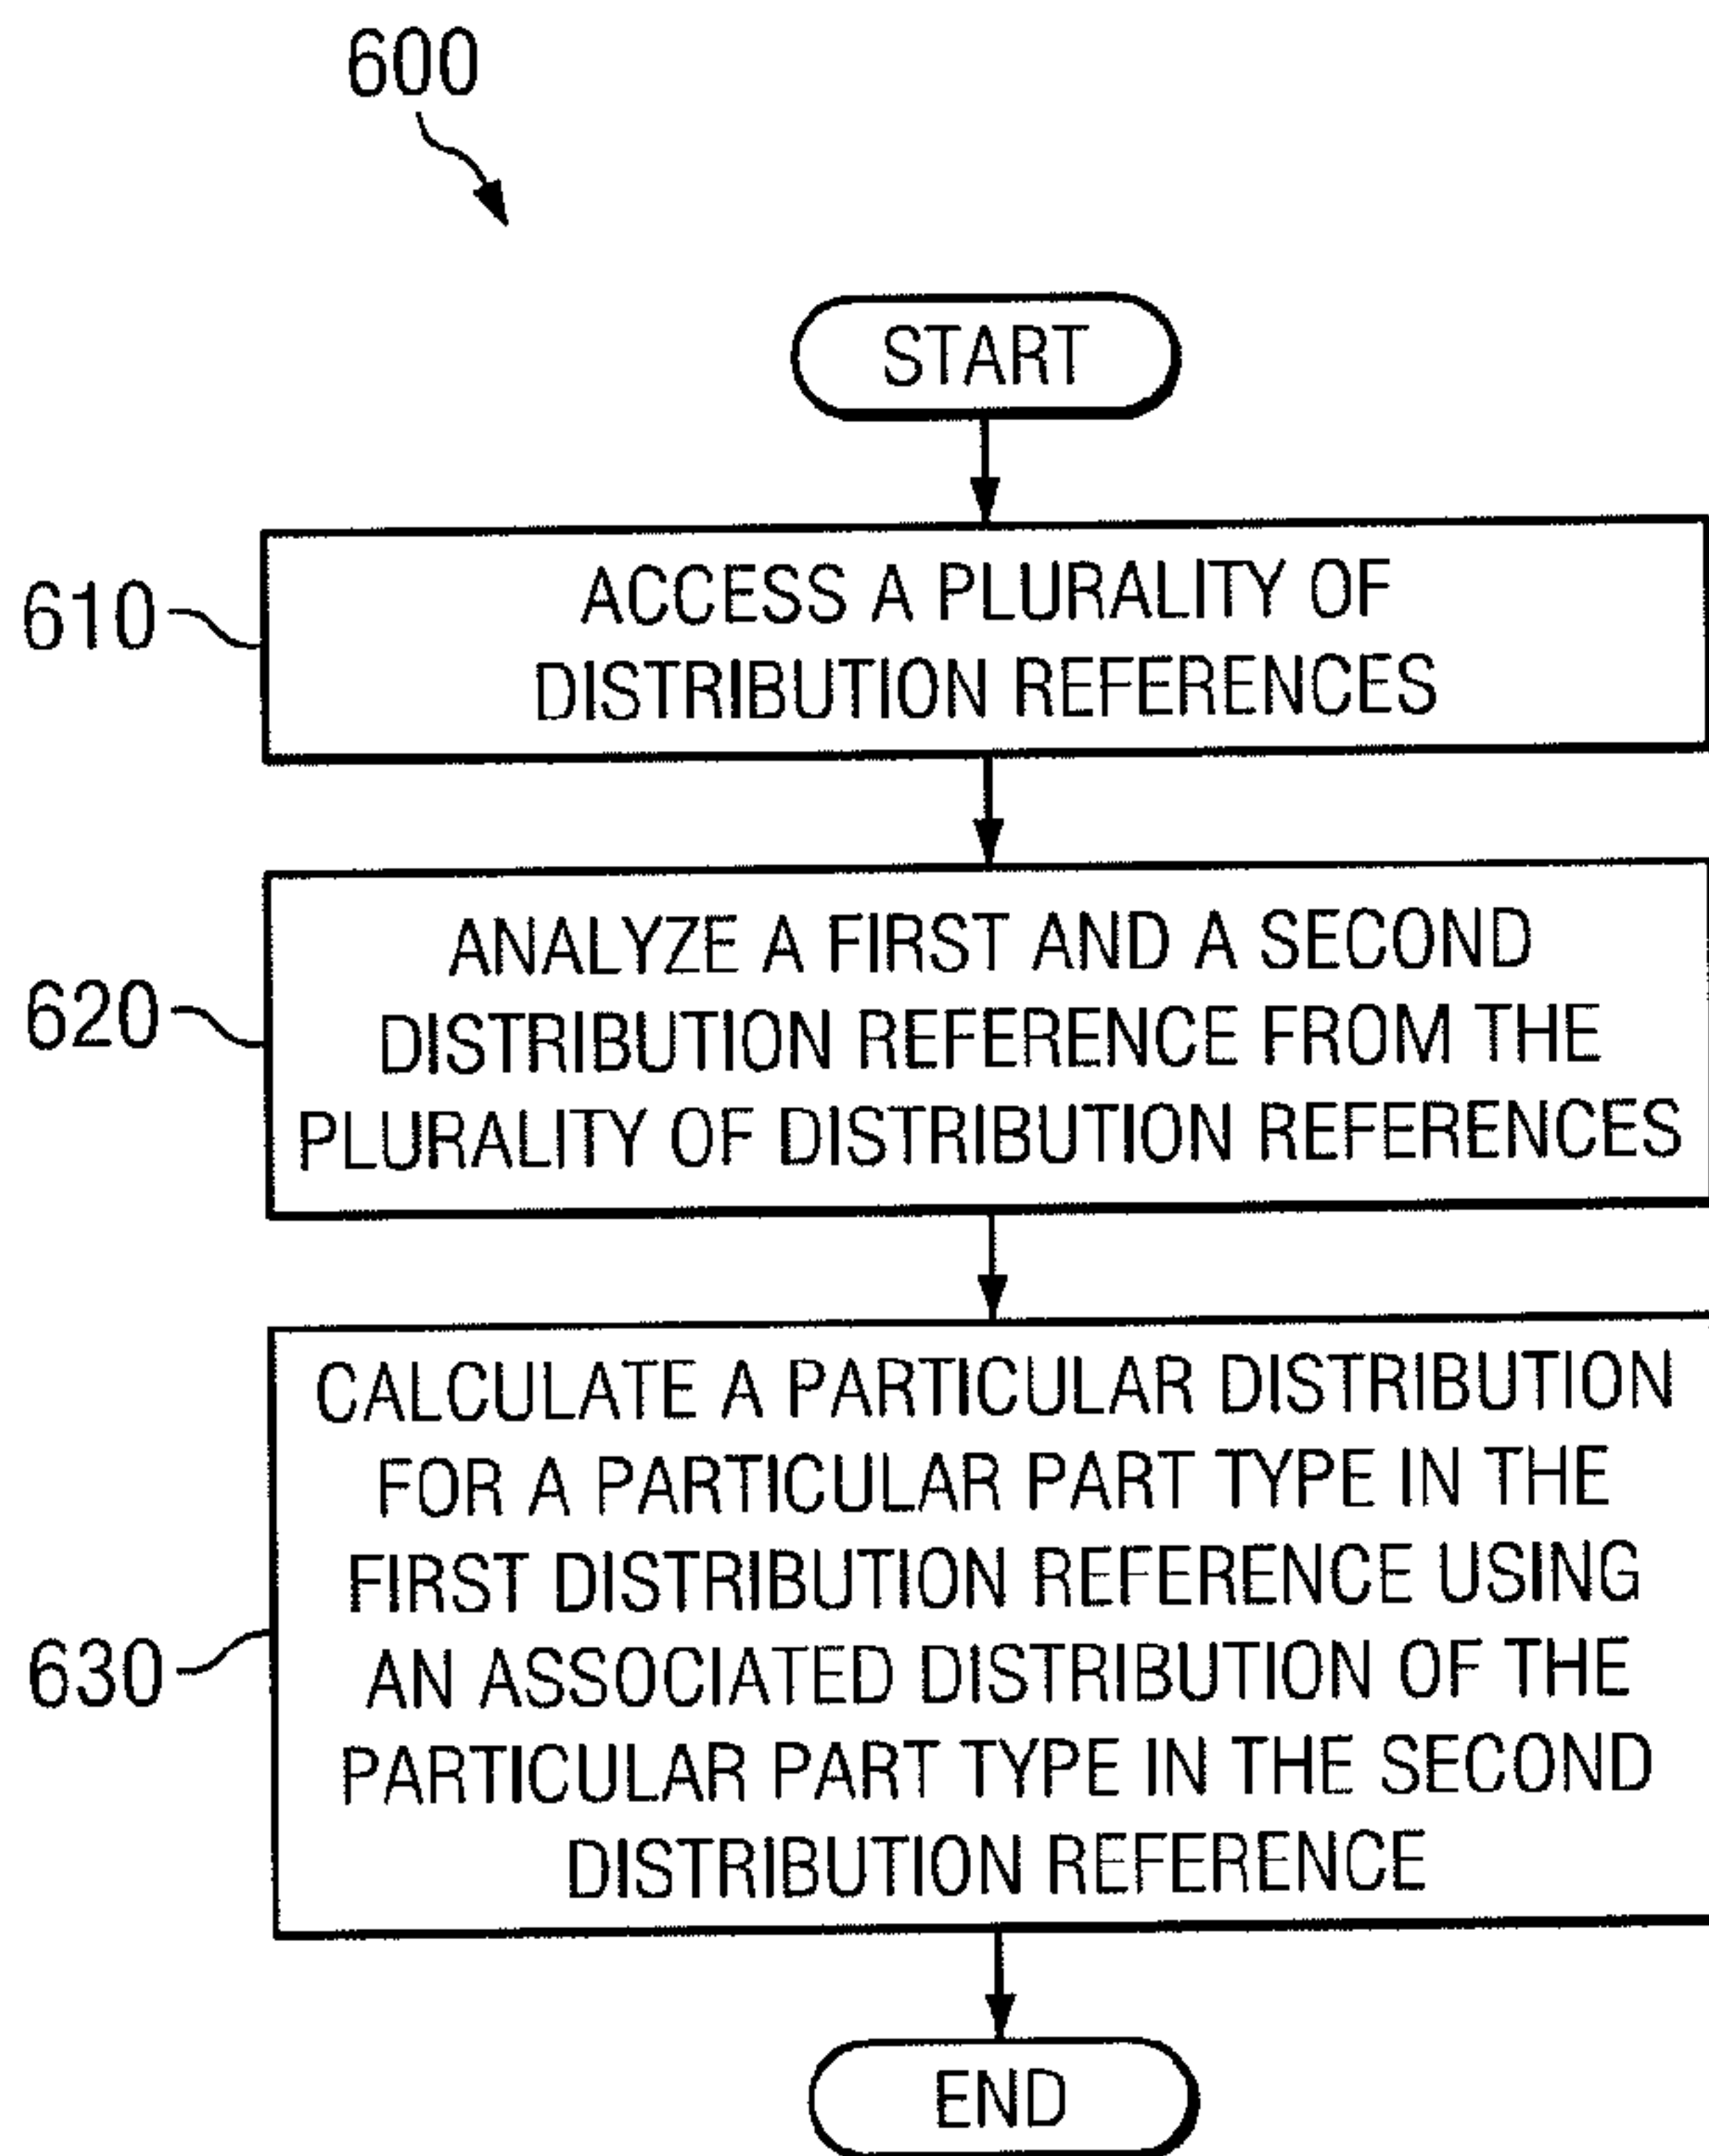 600
START
610
ACCESS A PLURALITY OF
DISTRIBUTION REFERENCES
620
ANALYZE A FIRST AND A SECOND
DISTRIBUTION REFERENCE FROM THE
PLURALITY OF DISTRIBUTION REFERENCES
630
CALCULATE A PARTICULAR DISTRIBUTION
FOR A PARTICULAR PART TYPE IN THE
FIRST DISTRIBUTION REFERENCE USING
AN ASSOCIATED DISTRIBUTION OF THE
PARTICULAR PART TYPE IN THE SECOND
DISTRIBUTION REFERENCE
END